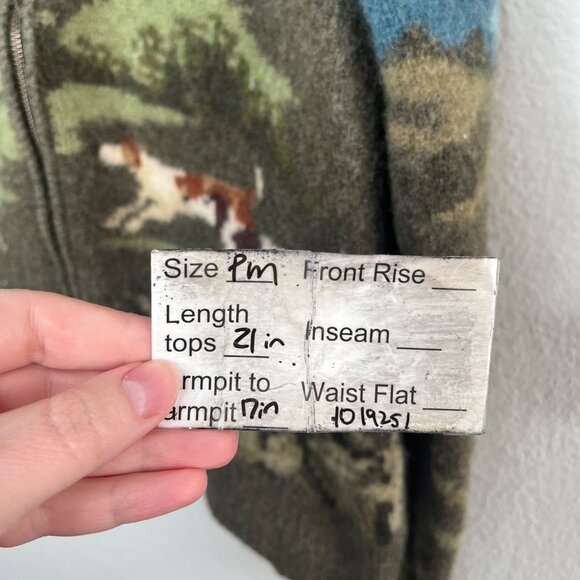 Size PM Front Rise
Length
tops 21 in Inseam
rmpit to Waist Flat
armpit 17in 1019251